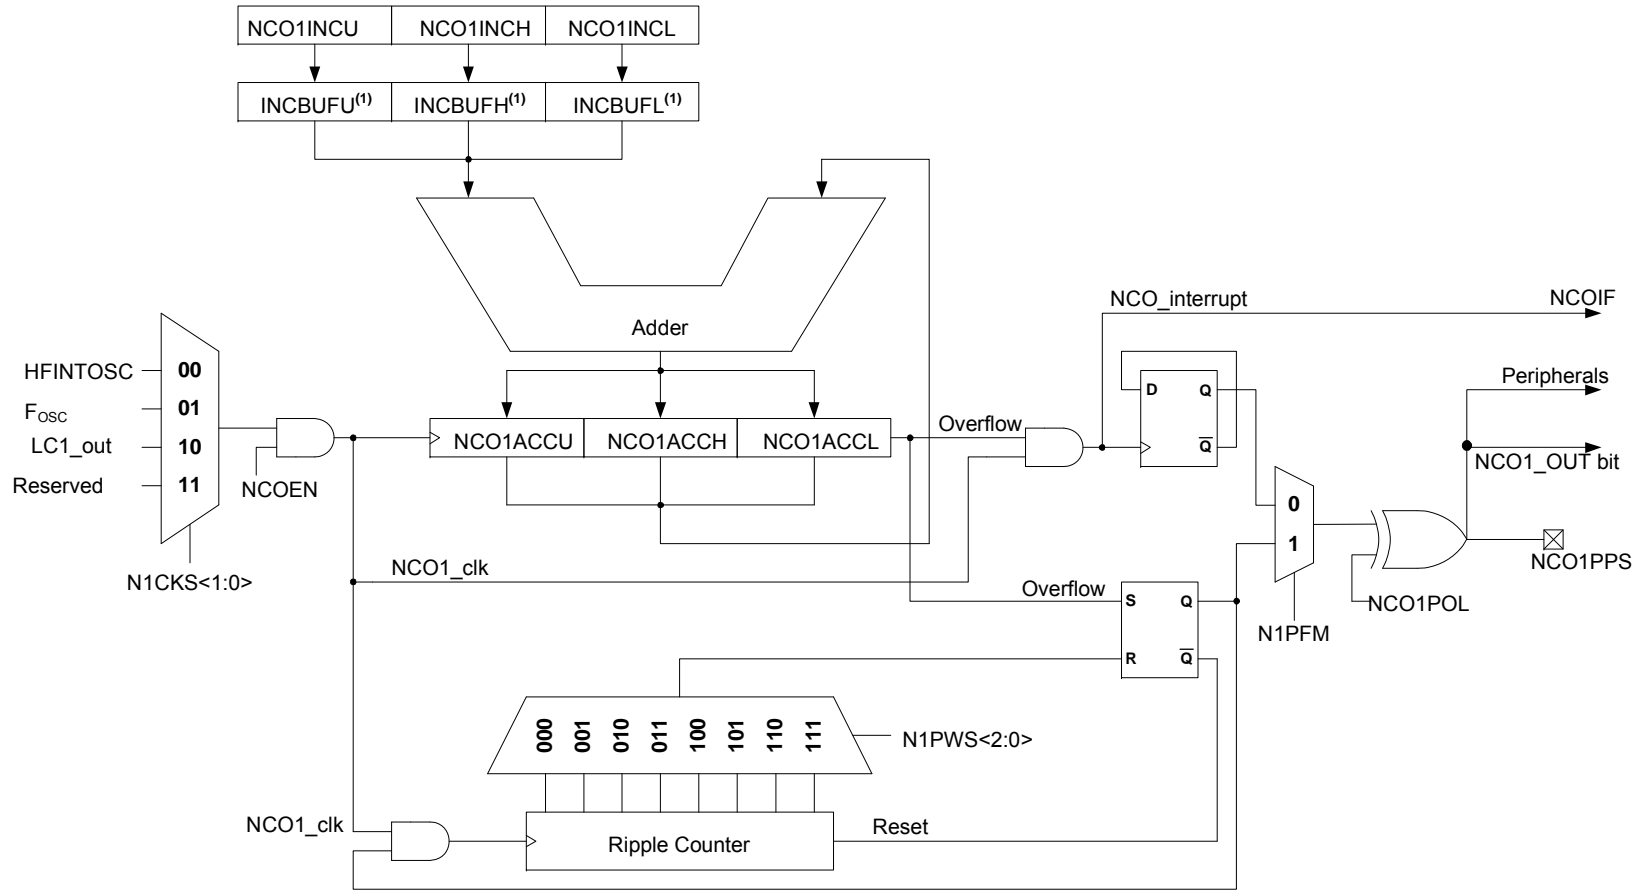 NCO1INCU NCO1INCH NCO1INCL
INCBUFU(1) INCBUFH(1) INCBUFL(1)
NCO_interrupt
NCOIF
Adder
HFINTOSC 00
FOSC 01
LC1_out 10
Reserved 11
NCOEN
N1CKS<1:0>
NCO1ACCU NCO1ACCH NCO1ACCL
Overflow
D Q
Q̅
Peripherals
NCO1_OUT bit
0
1
NCO1PPS
NCO1POL
N1PFM
NCO1_clk
Overflow
S Q
R Q̅
000 001 010 011 100 101 110 111
N1PWS<2:0>
NCO1_clk
Ripple Counter
Reset